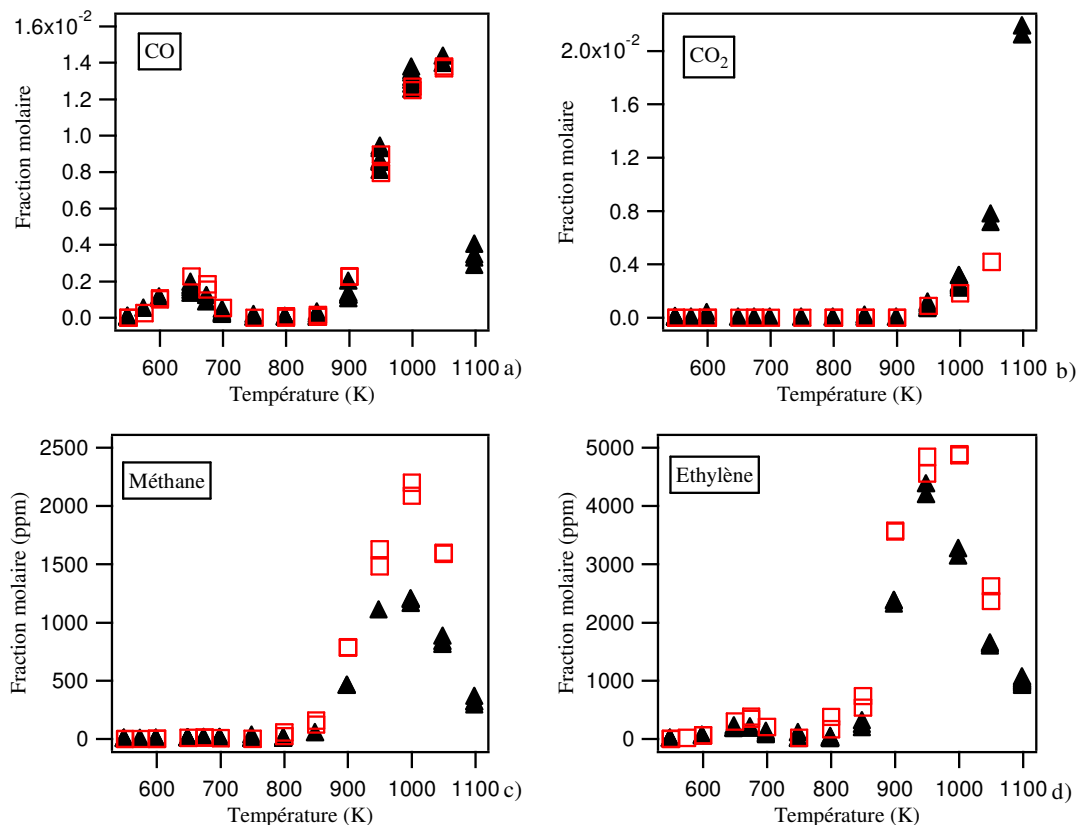 1.6x10-2
CO
1.4
1.2
1.0
0.8
0.6
0.4
0.2
0.0
Fraction molaire
600 700 800 900 1000 1100
Température (K)
a)
2.0x10-2
CO2
1.6
1.2
0.8
0.4
0.0
Fraction molaire
600 700 800 900 1000 1100
Température (K)
b)
2500
Méthane
2000
1500
1000
500
0
Fraction molaire (ppm)
600 700 800 900 1000 1100
Température (K)
c)
5000
Ethylène
4000
3000
2000
1000
0
Fraction molaire (ppm)
600 700 800 900 1000 1100
Température (K)
d)